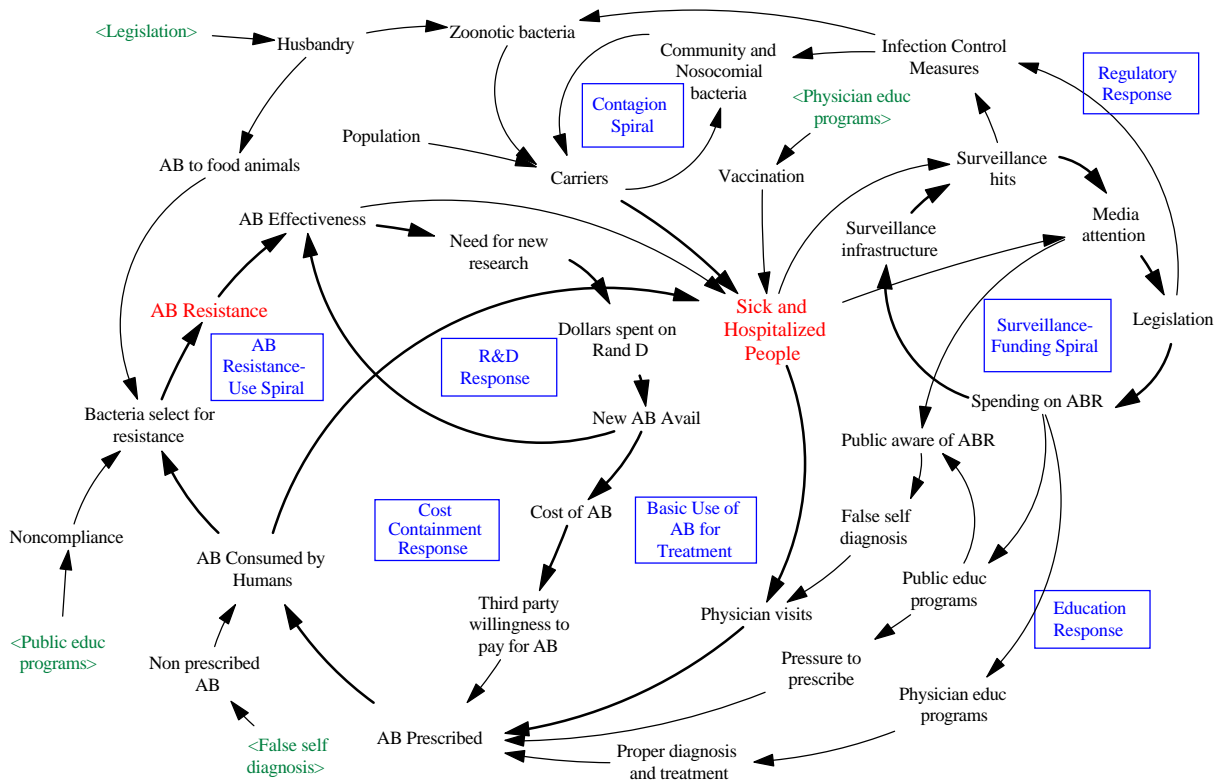 <Legislation>
Husbandry
Zoonotic bacteria
Community and
Nosocomial
bacteria
Infection Control
Measures
Regulatory
Response
Contagion
Spiral
<Physician educ
programs>
Population
AB to food animals
Carriers
Vaccination
Surveillance
hits
AB Effectiveness
Need for new
research
Surveillance
infrastructure
Media
attention
AB Resistance
Sick and
Hospitalized
People
Dollars spent on
Rand D
Legislation
AB
Resistance-
Use Spiral
R&D
Response
Surveillance-
Funding Spiral
Bacteria select for
resistance
New AB Avail
Spending on ABR
Public aware of ABR
Noncompliance
Cost
Containment
Response
Cost of AB
Basic Use of
AB for
Treatment
False self
diagnosis
AB Consumed by
Humans
Third party
willingness to
pay for AB
Physician visits
Public educ
programs
Education
Response
<Public educ
programs>
Non prescribed
AB
Pressure to
prescribe
Physician educ
programs
<False self
diagnosis>
AB Prescribed
Proper diagnosis
and treatment